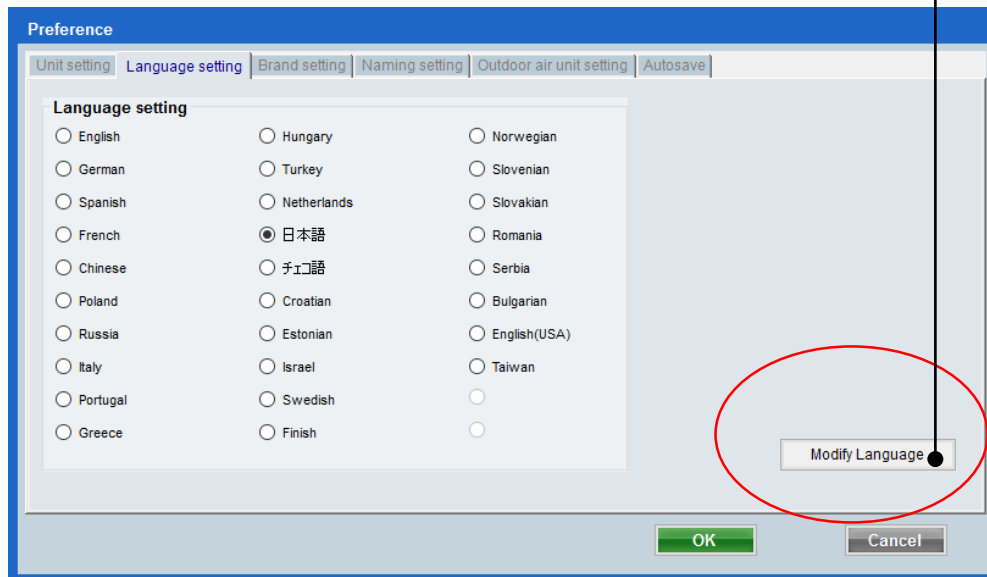 Preference
Unit setting Language setting Brand setting Naming setting Outdoor air unit setting Autosave
Language setting
English Hungary Norwegian
German Turkey Slovenian
Spanish Netherlands Slovakian
French 日本語 Romania
Chinese チェコ語 Serbia
Poland Croatian Bulgarian
Russia Estonian English(USA)
Italy Israel Taiwan
Portugal Swedish
Greece Finish
Modify Language
OK Cancel